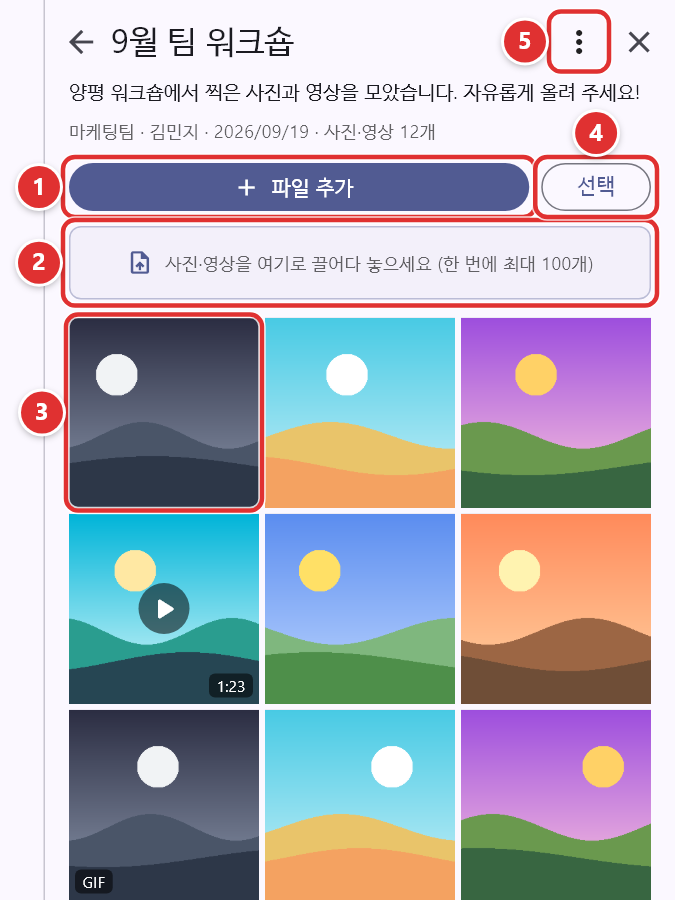 9월 팀 워크숍
5
양평 워크숍에서 찍은 사진과 영상을 모았습니다. 자유롭게 올려 주세요!
마케팅팀 · 김민지 · 2026/09/19 · 사진·영상 12개
4
1
+ 파일 추가
선택
2
사진·영상을 여기로 끌어다 놓으세요 (한 번에 최대 100개)
3
1:23
GIF